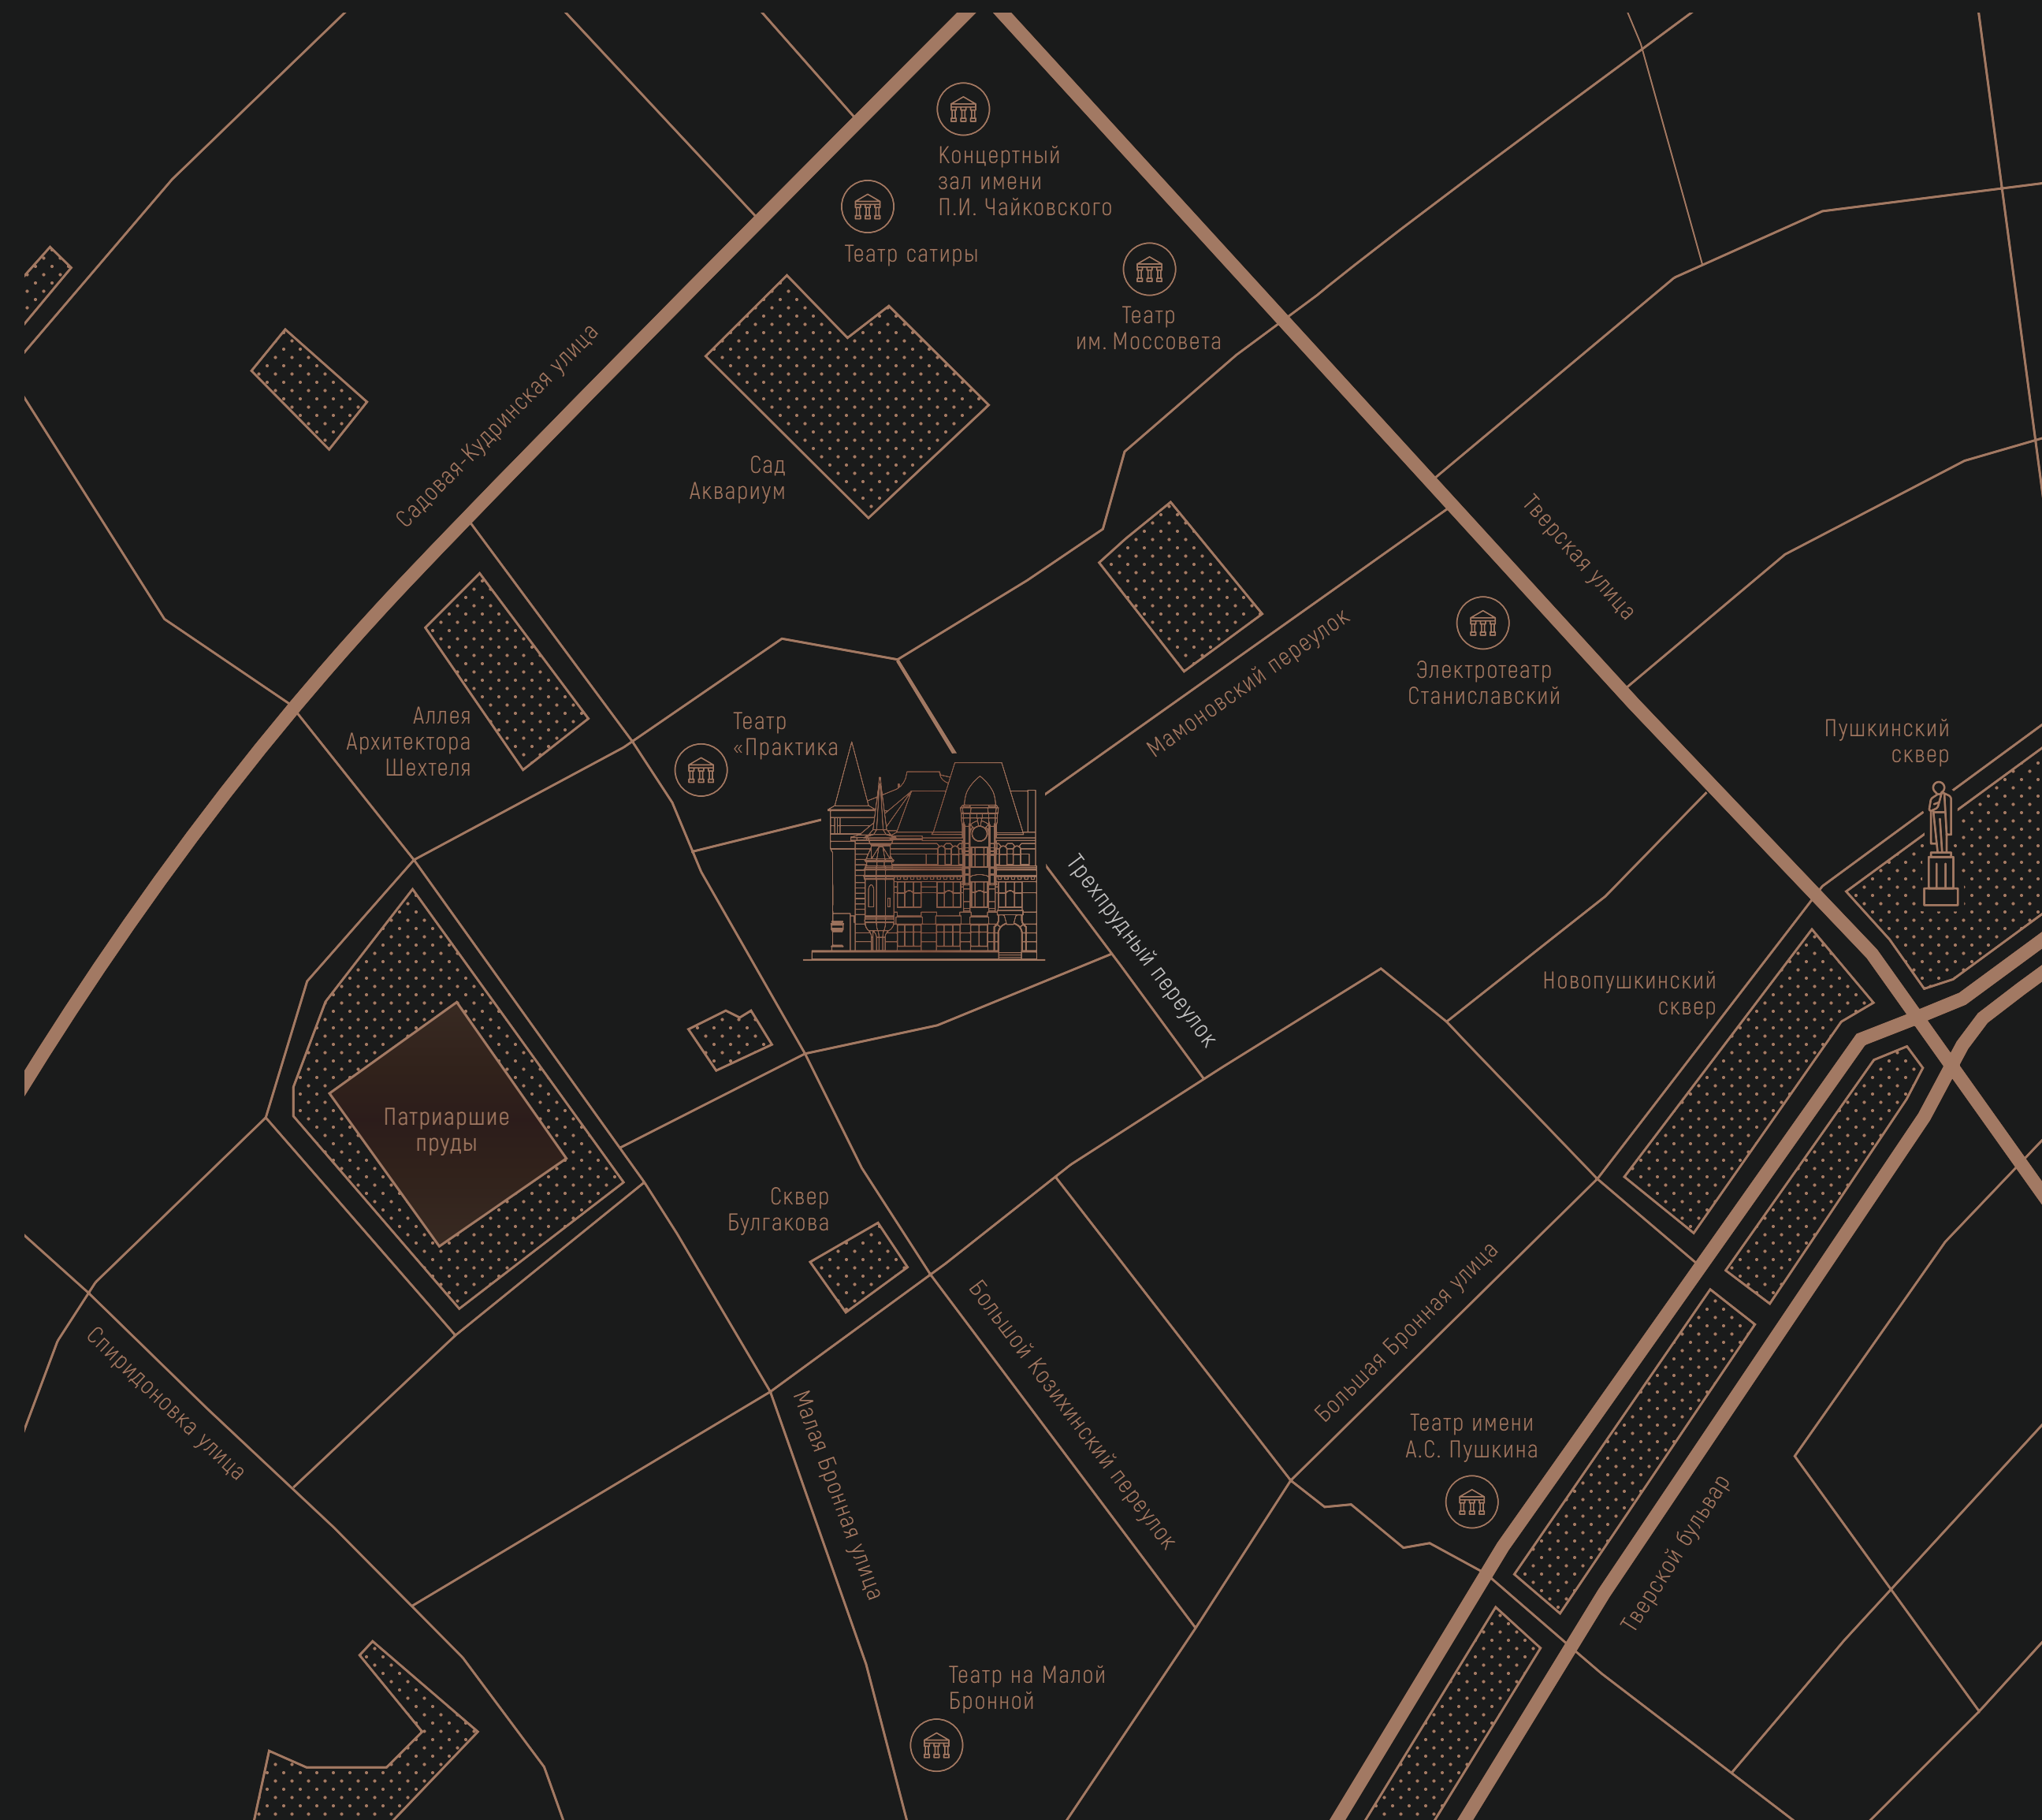 Концертный
зал имени
П.И. Чайковского
Театр сатиры
Театр
им. Моссовета
Садовая-Кудринская улица
Сад
Аквариум
Тверская улица
Мамоновский переулок
Электротеатр
Станиславский
Аллея
Архитектора
Шехтеля
Театр
«Практика
Пушкинский
сквер
Трехпрудный переулок
Новопушкинский
сквер
Патриаршие
пруды
Сквер
Булгакова
Большая Бронная улица
Большой Козихинский переулок
Спиридоновка улица
Малая Бронная улица
Театр имени
А.С. Пушкина
Тверской бульвар
Театр на Малой
Бронной